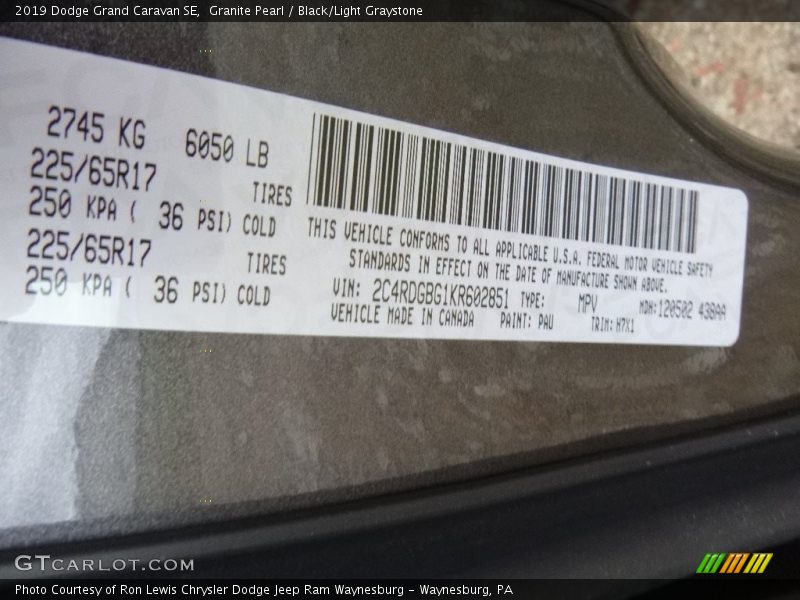 2019 Dodge Grand Caravan SE,  Granite Pearl / Black/Light Graystone
2745 KG 6050 LB
225/65R17 TIRES
250 KPA ( 36 PSI) COLD
225/65R17 TIRES
250 KPA ( 36 PSI) COLD
THIS VEHICLE CONFORMS TO ALL APPLICABLE U.S.A. FEDERAL MOTOR VEHICLE SAFETY
STANDARDS IN EFFECT ON THE DATE OF MANUFACTURE SHOWN ABOVE.
VIN: 2C4RDGBG1KR602851 TYPE: MPV MDH:120502 438AA
VEHICLE MADE IN CANADA PAINT: PAU TRIM: H7X1
GTCARLOT.COM
Photo Courtesy of Ron Lewis Chrysler Dodge Jeep Ram Waynesburg - Waynesburg, PA